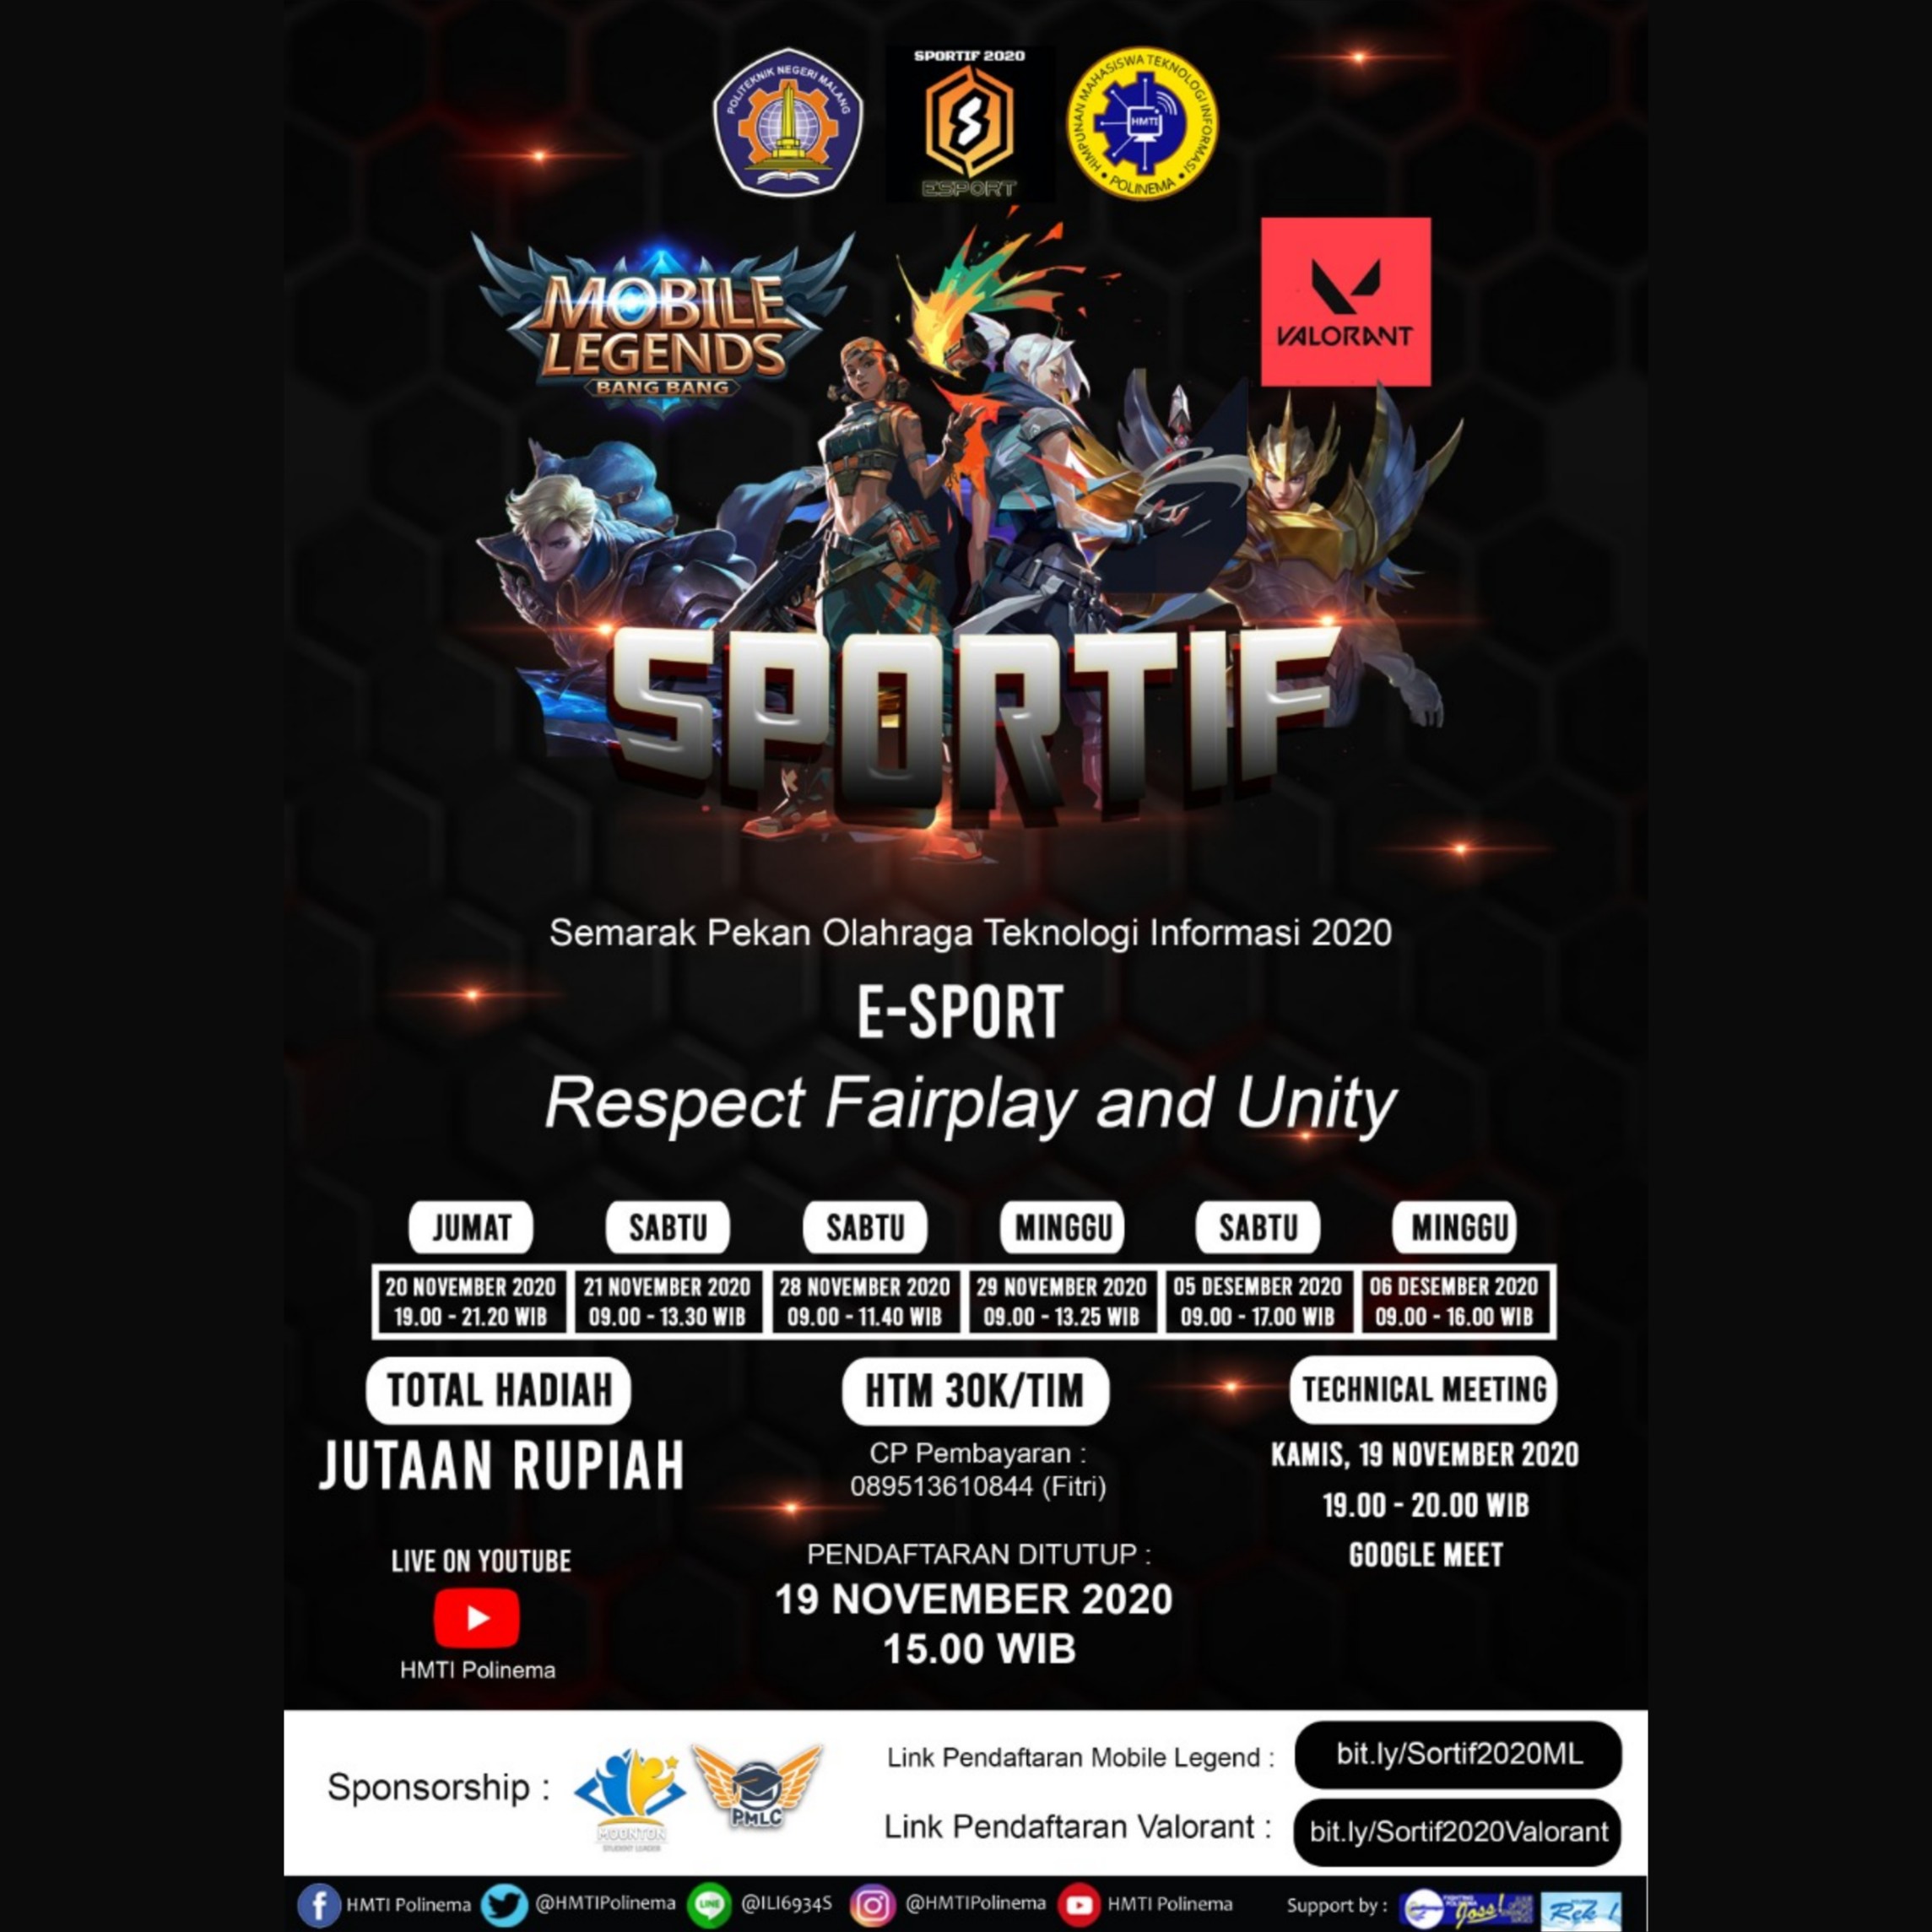 POLITEKNIK NEGERI MALANG
SPORTIF 2020
ESPORT
HIMPUNAN MAHASISWA TEKNOLOGI INFORMASI
HMTI
• POLINEMA •
MOBILE
LEGENDS
BANG BANG
VALORANT
SPORTIF
Semarak Pekan Olahraga Teknologi Informasi 2020
E-SPORT
Respect Fairplay and Unity
JUMAT SABTU SABTU MINGGU SABTU MINGGU
20 NOVEMBER 2020 21 NOVEMBER 2020 28 NOVEMBER 2020 29 NOVEMBER 2020 05 DESEMBER 2020 06 DESEMBER 2020
19.00 - 21.20 WIB 09.00 - 13.30 WIB 09.00 - 11.40 WIB 09.00 - 13.25 WIB 09.00 - 17.00 WIB 09.00 - 16.00 WIB
TOTAL HADIAH
JUTAAN RUPIAH
HTM 30K/TIM
CP Pembayaran :
089513610844 (Fitri)
TECHNICAL MEETING
KAMIS, 19 NOVEMBER 2020
19.00 - 20.00 WIB
GOOGLE MEET
LIVE ON YOUTUBE
HMTI Polinema
PENDAFTARAN DITUTUP :
19 NOVEMBER 2020
15.00 WIB
Sponsorship :
MOONTON
STUDENT LEADER
PMLC
Link Pendaftaran Mobile Legend : bit.ly/Sortif2020ML
Link Pendaftaran Valorant : bit.ly/Sortif2020Valorant
HMTI Polinema @HMTIPolinema LINE @ILI6934S @HMTIPolinema HMTI Polinema Support by : Joss! Rek !